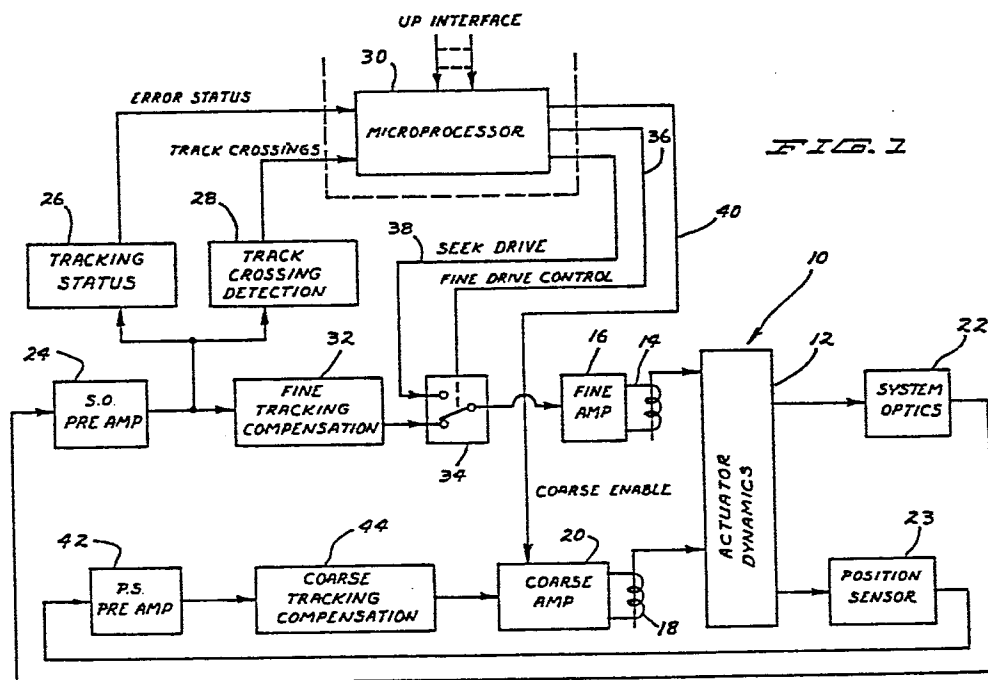 UP INTERFACE
30
ERROR STATUS
MICROPROCESSOR
36
FIG. 1
TRACK CROSSINGS
26
28
38
40
TRACKING
STATUS
TRACK
CROSSING
DETECTION
SEEK DRIVE
FINE DRIVE CONTROL
10
24
32
16
14
12
22
S.O.
PRE AMP
FINE
TRACKING
COMPENSATION
FINE
AMP
SYSTEM
OPTICS
34
COARSE ENABLE
ACTUATOR
DYNAMICS
42
44
20
23
P.S.
PRE AMP
COARSE
TRACKING
COMPENSATION
COARSE
AMP
POSITION
SENSOR
18